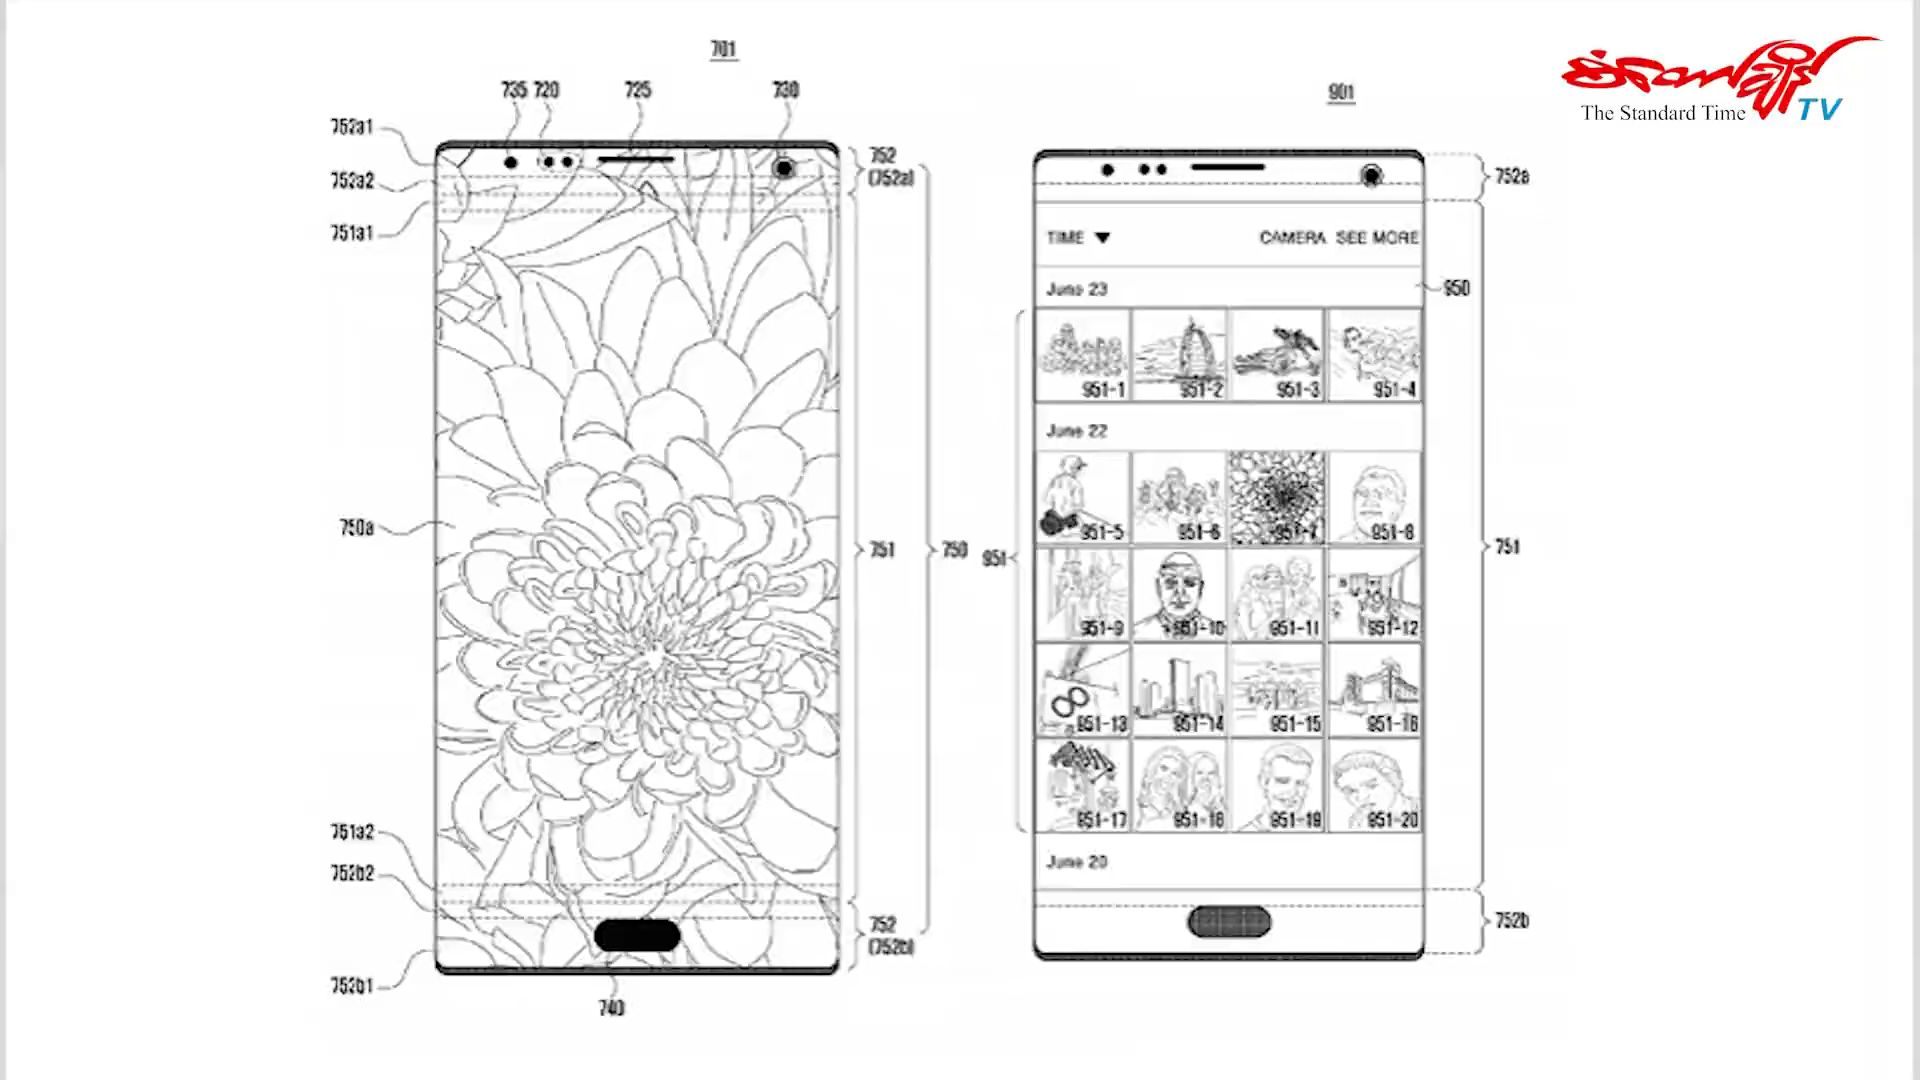 701
735 720 725 730
752a1
752a2
751a1
752
(752a)
750a
751
750
751a2
752b2
752b1
752
(752b)
740
901
752a
TIME ▼ CAMERA SEE MORE
June 23
950
951-1 951-2 951-3 951-4
June 22
951-5 951-6 951-7 951-8
951
751
951-9 951-10 951-11 951-12
951-13 951-14 951-15 951-16
951-17 951-18 951-19 951-20
June 20
752b
The Standard Time TV